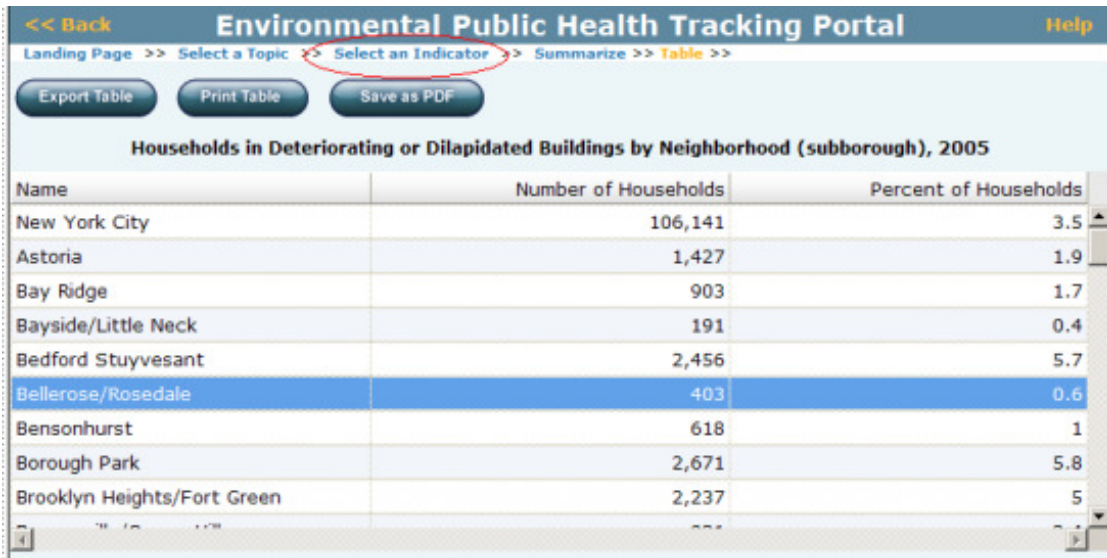 << Back Environmental Public Health Tracking Portal Help
Landing Page >> Select a Topic >> Select an Indicator >> Summarize >> Table >>
Export Table Print Table Save as PDF
Households in Deteriorating or Dilapidated Buildings by Neighborhood (subborough), 2005
Name Number of Households Percent of Households
New York City 106,141 3.5
Astoria 1,427 1.9
Bay Ridge 903 1.7
Bayside/Little Neck 191 0.4
Bedford Stuyvesant 2,456 5.7
Bellerose/Rosedale 403 0.6
Bensonhurst 618 1
Borough Park 2,671 5.8
Brooklyn Heights/Fort Green 2,237 5